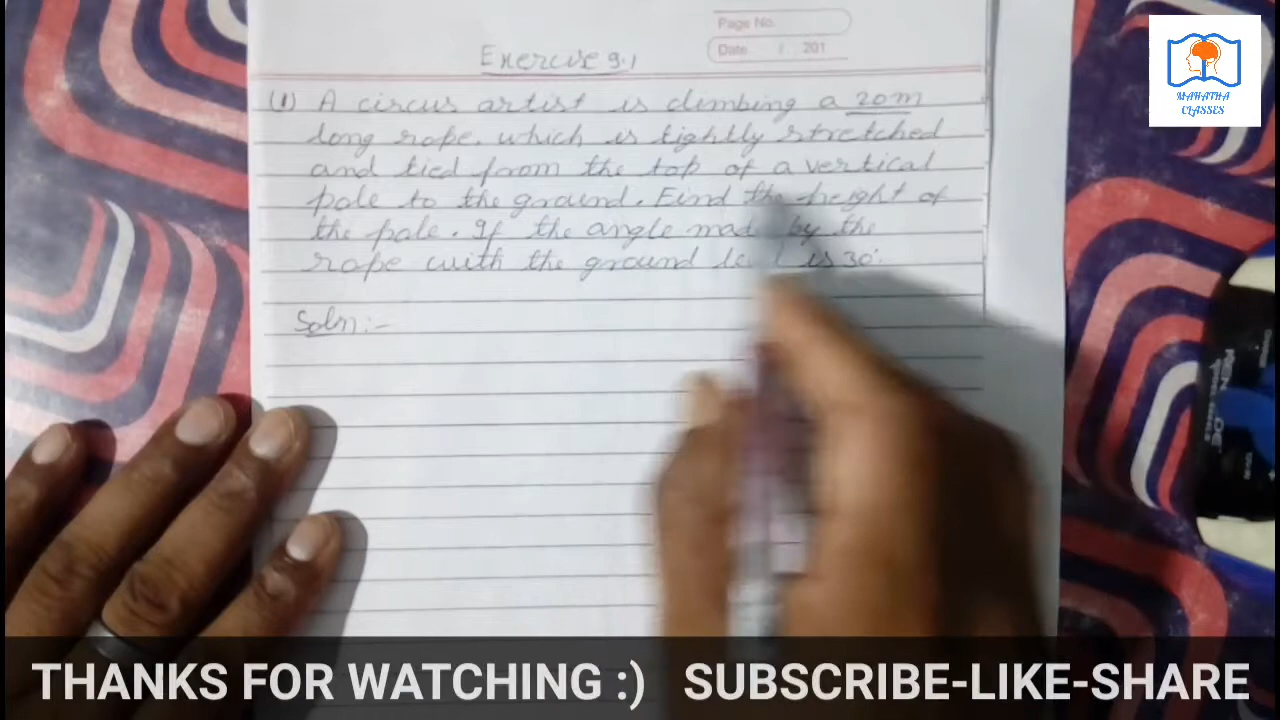 Page No.
Date / 201
Exercise 9.1
(1) A circus artist is climbing a 20m
long rope, which is tightly stretched
and tied from the top of a vertical
pole to the ground. Find the height of
the pole. If the angle made by the
rope with the ground level is 30°.
Soln:-
MAHATHA
CLASSES
THANKS FOR WATCHING :) SUBSCRIBE-LIKE-SHARE